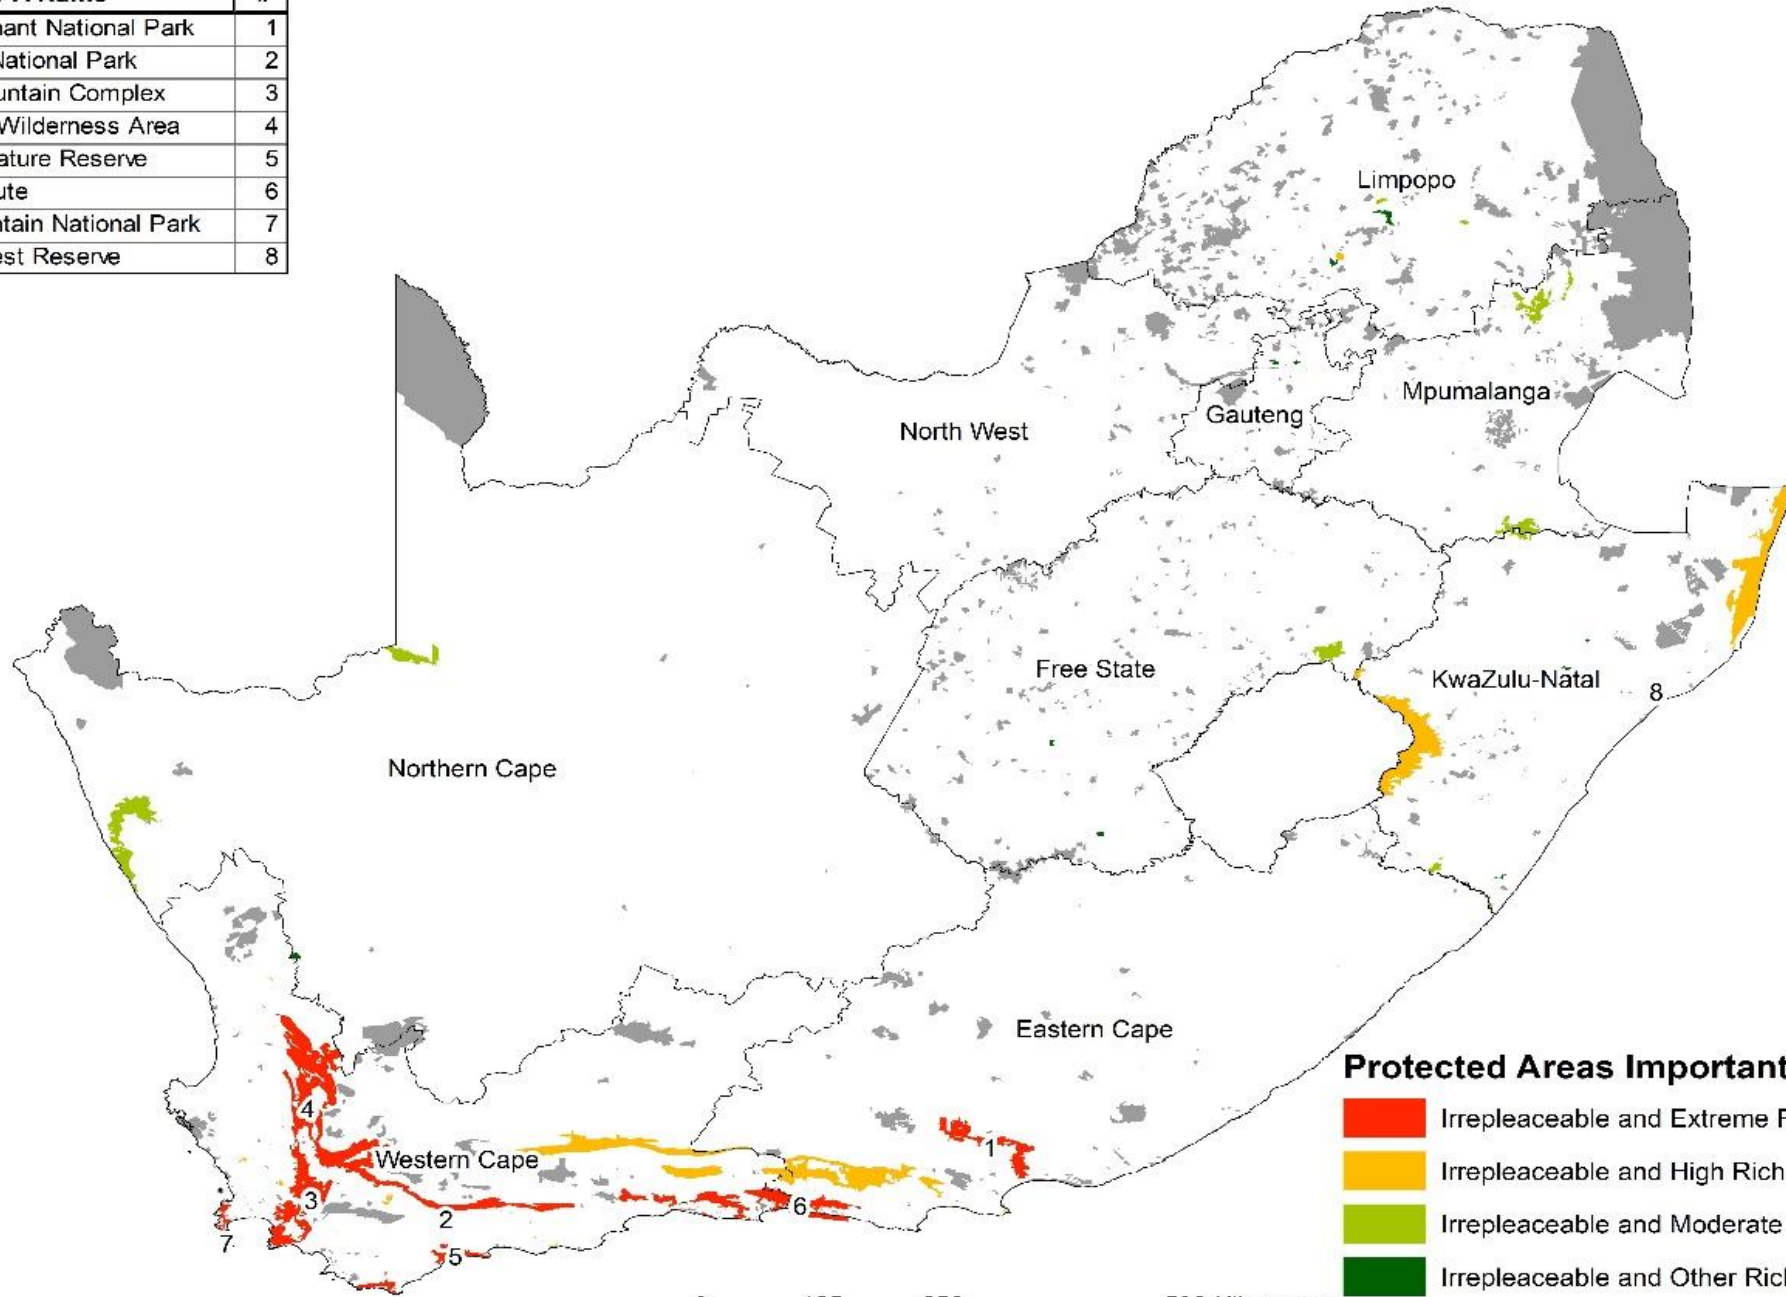 #
ant National Park 1
National Park 2
untain Complex 3
Wilderness Area 4
ature Reserve 5
ute 6
ntain National Park 7
est Reserve 8
Limpopo
Mpumalanga
Gauteng
North West
Free State
KwaZulu-Natal
8
Northern Cape
Eastern Cape
4
Western Cape
1
3
2
6
7
5
Protected Areas Important
Irrepleaceable and Extreme R
Irrepleaceable and High Rich
Irrepleaceable and Moderate
Irrepleaceable and Other Rich